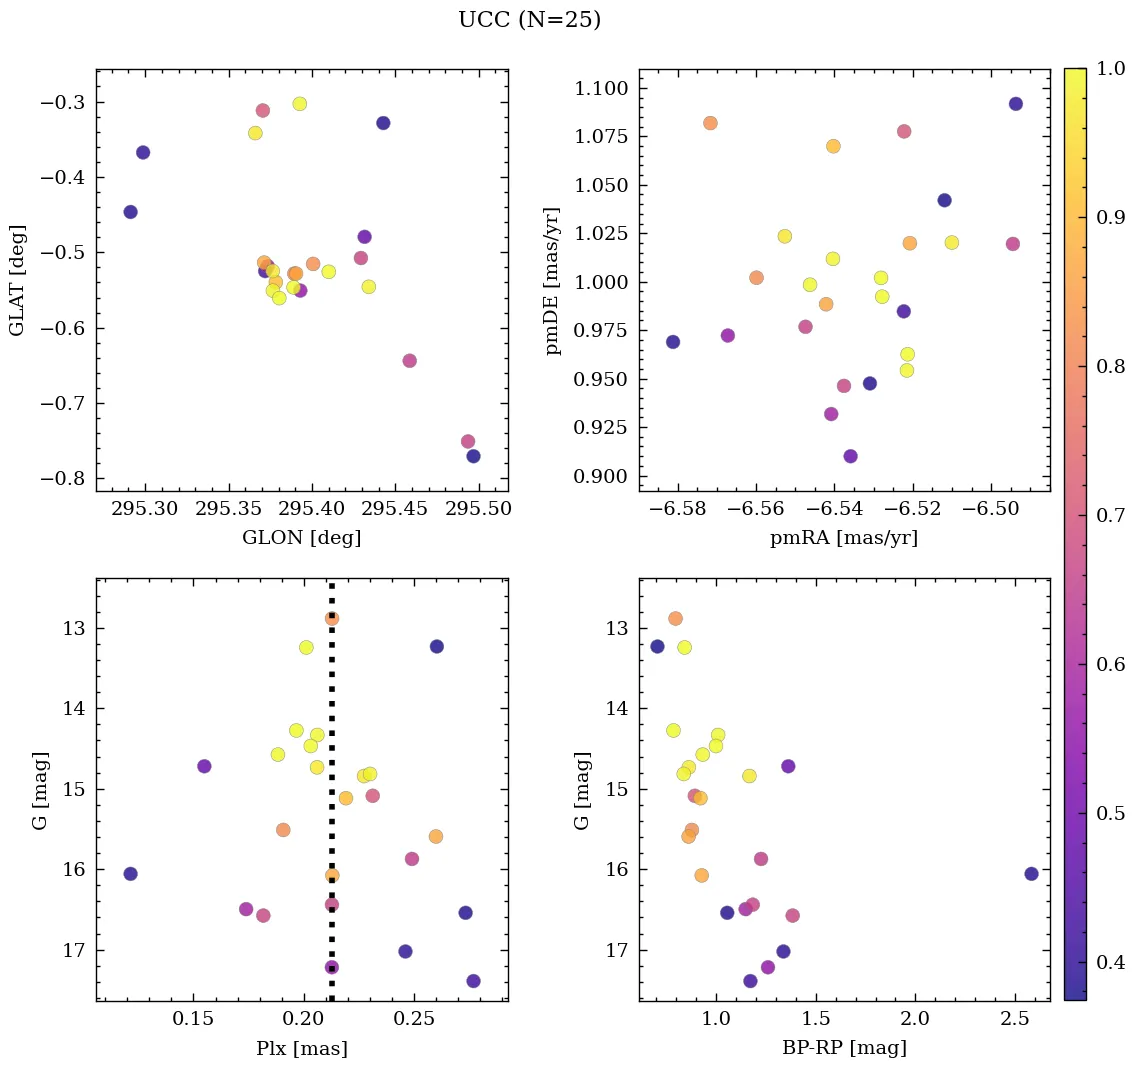 UCC (N=25)
−0.3
−0.4
−0.5
−0.6
−0.7
−0.8
GLAT [deg]
295.30 295.35 295.40 295.45 295.50
GLON [deg]
1.100
1.075
1.050
1.025
1.000
0.975
0.950
0.925
0.900
pmDE [mas/yr]
−6.58 −6.56 −6.54 −6.52 −6.50
pmRA [mas/yr]
13
14
15
16
17
G [mag]
0.15 0.20 0.25
Plx [mas]
13
14
15
16
17
G [mag]
1.0 1.5 2.0 2.5
BP-RP [mag]
1.0
0.9
0.8
0.7
0.6
0.5
0.4